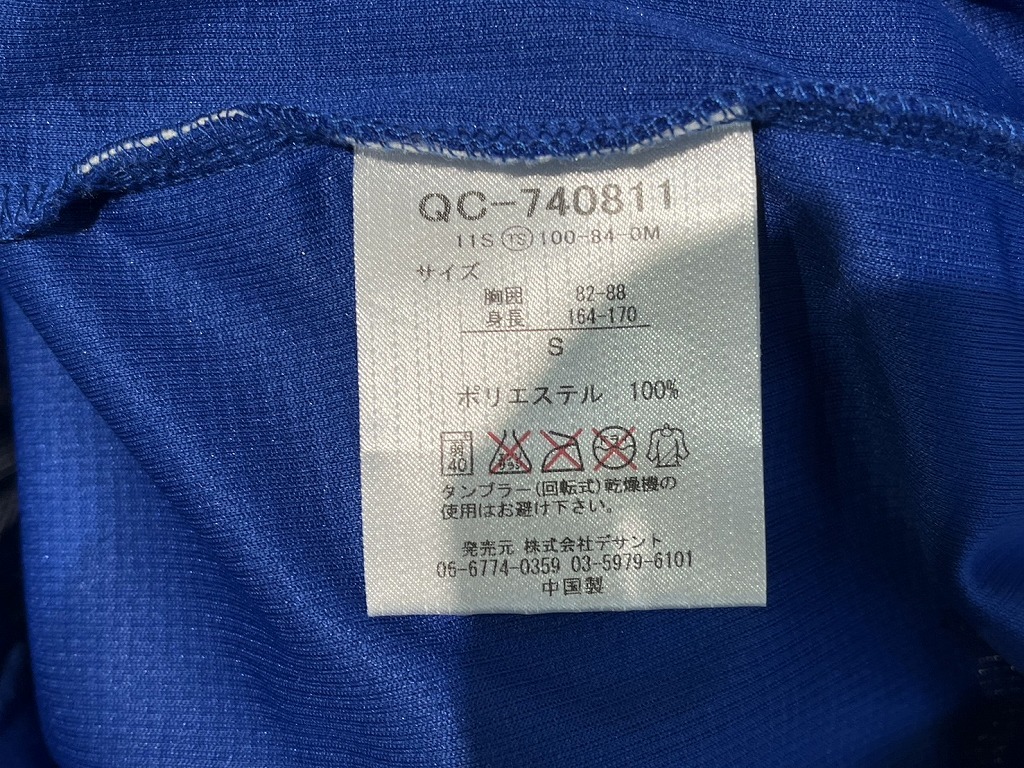 QC-740811
11S (TS) 100-84-0M
サイズ
胸囲 82-88
身長 164-170
S
ポリエステル 100%
弱 40
タンブラー(回転式)乾燥機の
使用はお避け下さい。
発売元 株式会社デサント
06-6774-0359 03-5979-6101
中国製